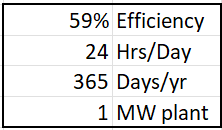 59% Efficiency
24 Hrs/Day
365 Days/yr
1 MW plant